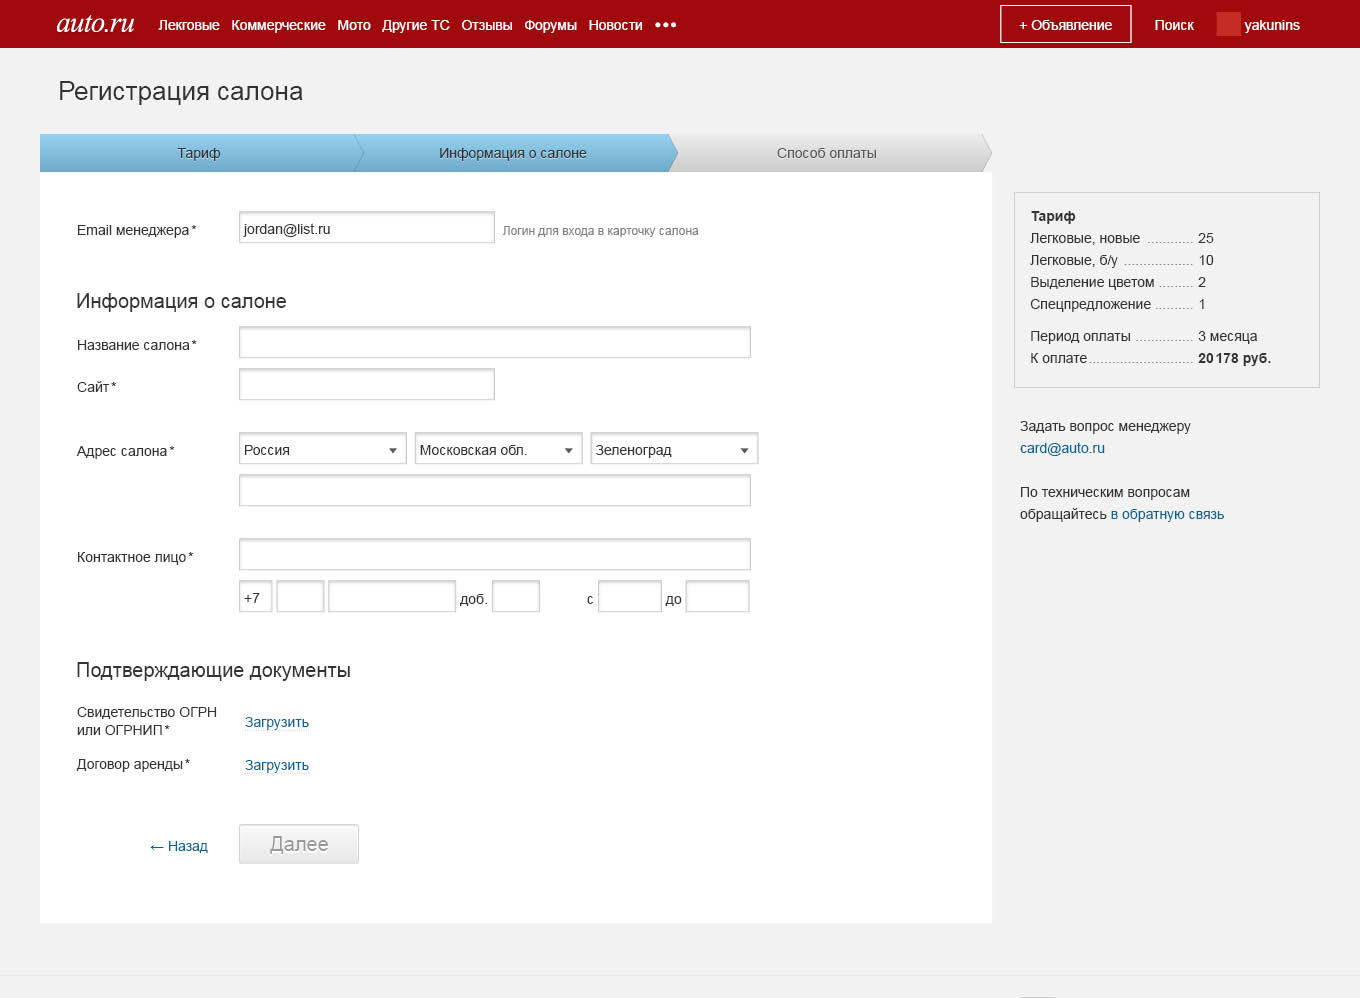 auto.ru Легковые Коммерческие Мото Другие ТС Отзывы Форумы Новости ••• + Объявление Поиск yakunins
Регистрация салона
Тариф Информация о салоне Способ оплаты
Email менеджера* jordan@list.ru Логин для входа в карточку салона
Информация о салоне
Название салона*
Сайт*
Адрес салона* Россия Московская обл. Зеленоград
Контактное лицо*
+7 доб. с до
Подтверждающие документы
Свидетельство ОГРН
или ОГРНИП* Загрузить
Договор аренды* Загрузить
← Назад Далее
Тариф
Легковые, новые ............ 25
Легковые, б/у .................. 10
Выделение цветом ......... 2
Спецпредложение .......... 1
Период оплаты ............... 3 месяца
К оплате........................... 20 178 руб.
Задать вопрос менеджеру
card@auto.ru
По техническим вопросам
обращайтесь в обратную связь